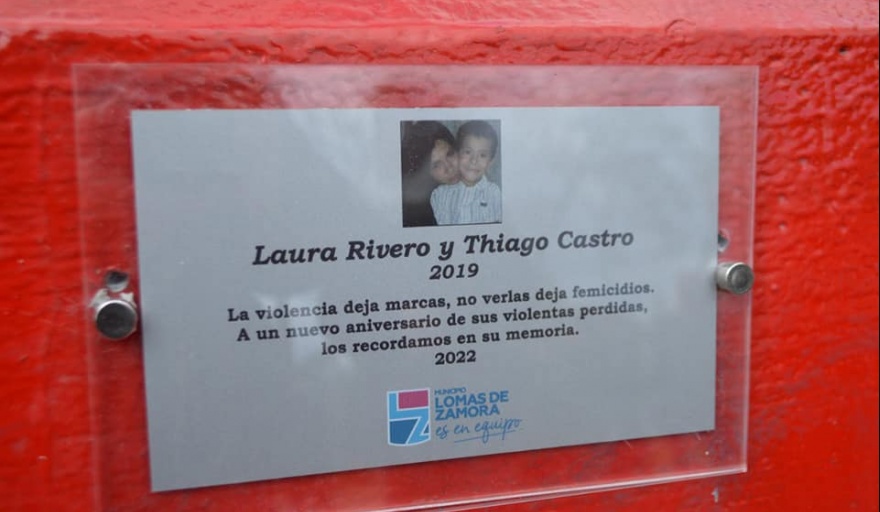 Laura Rivero y Thiago Castro
2019
La violencia deja marcas, no verlas deja femicidios.
A un nuevo aniversario de sus violentas perdidas,
los recordamos en su memoria.
2022
MUNICIPIO
LOMAS DE
ZAMORA
es en equipo